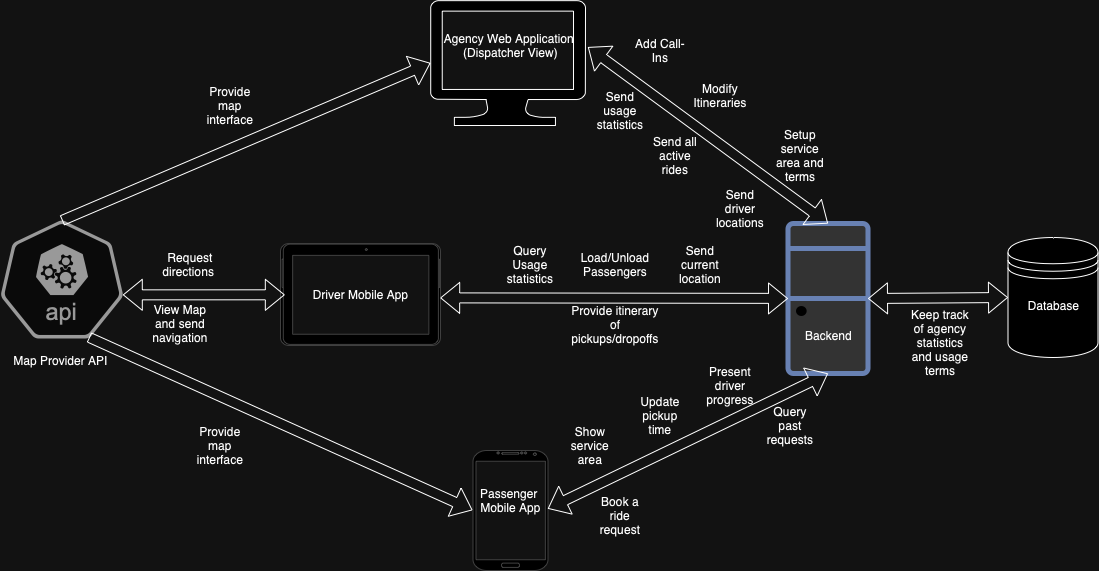 Agency Web Application
(Dispatcher View)
Add Call-
Ins
Modify
Itineraries
Setup
service
area and
terms
Send
usage
statistics
Send all
active
rides
Send
driver
locations
Provide
map
interface
api
Map Provider API
Request
directions
View Map
and send
navigation
Driver Mobile App
Query
Usage
statistics
Load/Unload
Passengers
Send
current
location
Provide itinerary
of
pickups/dropoffs
Backend
Database
Keep track
of agency
statistics
and usage
terms
Provide
map
interface
Passenger
Mobile App
Show
service
area
Update
pickup
time
Present
driver
progress
Query
past
requests
Book a
ride
request